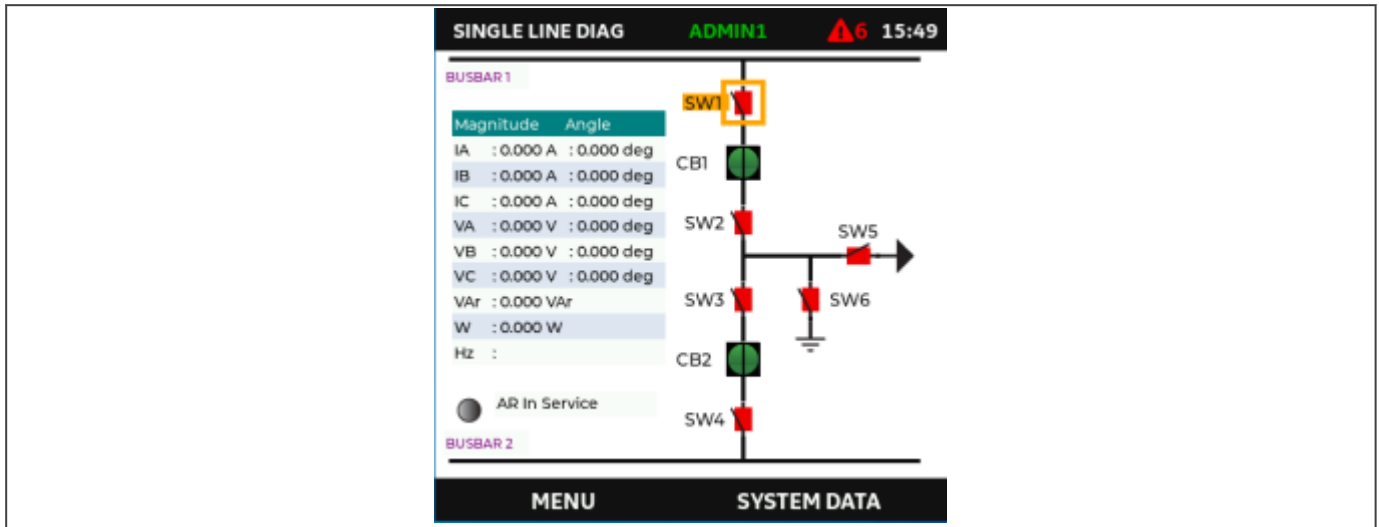 SINGLE LINE DIAG ADMIN1 6 15:49
BUSBAR 1
SW1
Magnitude Angle
IA : 0.000 A : 0.000 deg
IB : 0.000 A : 0.000 deg
IC : 0.000 A : 0.000 deg
VA : 0.000 V : 0.000 deg
VB : 0.000 V : 0.000 deg
VC : 0.000 V : 0.000 deg
VAr : 0.000 VAr
W : 0.000 W
Hz :
CB1
SW2
SW5
SW3
SW6
CB2
AR In Service
SW4
BUSBAR 2
MENU SYSTEM DATA